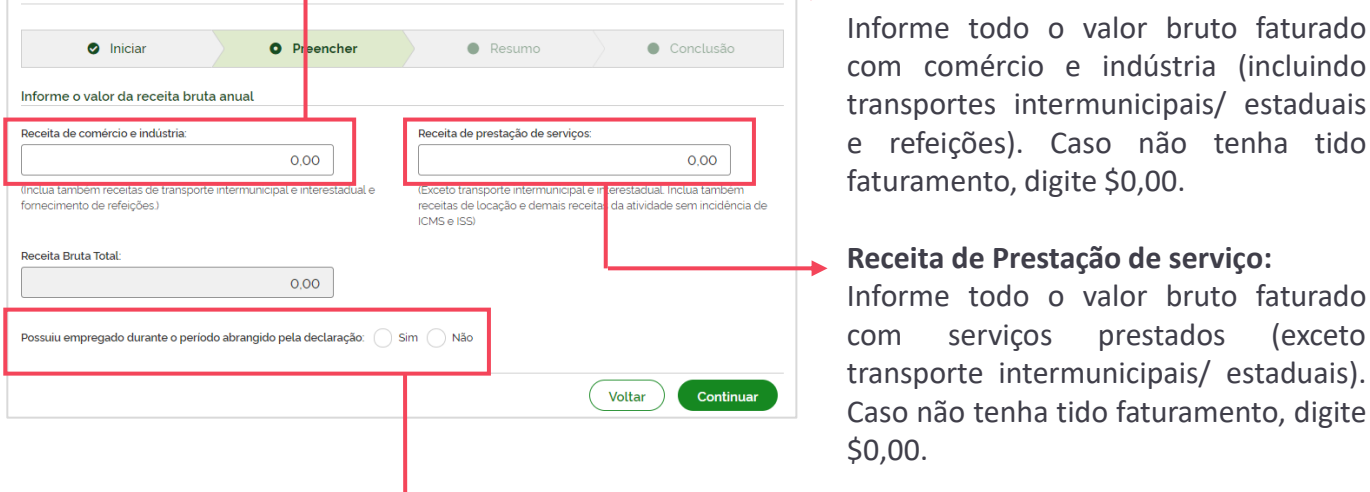 Iniciar
Preencher
Resumo
Conclusão
Informe o valor da receita bruta anual
Receita de comércio e indústria:
0,00
(Inclua também receitas de transporte intermunicipal e interestadual e
fornecimento de refeições.)
Receita de prestação de serviços:
0,00
(Exceto transporte intermunicipal e interestadual. Inclua também
receitas de locação e demais receitas da atividade sem incidência de
ICMS e ISS)
Receita Bruta Total:
0,00
Possuiu empregado durante o período abrangido pela declaração: Sim Não
Voltar
Continuar
Informe todo o valor bruto faturado
com comércio e indústria (incluindo
transportes intermunicipais/ estaduais
e refeições). Caso não tenha tido
faturamento, digite $0,00.
Receita de Prestação de serviço:
Informe todo o valor bruto faturado
com serviços prestados (exceto
transporte intermunicipais/ estaduais).
Caso não tenha tido faturamento, digite
$0,00.